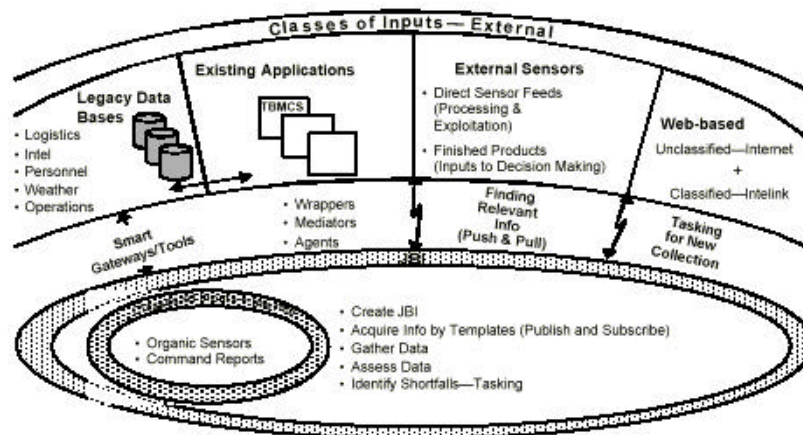 Classes of Inputs—External
Legacy Data
Bases
• Logistics
• Intel
• Personnel
• Weather
• Operations
Existing Applications
TBMCS
External Sensors
• Direct Sensor Feeds
(Processing &
Exploitation)
• Finished Products
(Inputs to Decision Making)
Web-based
Unclassified—Internet
+
Classified—Intelink
Smart
Gateways/Tools
• Wrappers
• Mediators
• Agents
Finding
Relevant
Info
(Push & Pull)
Tasking
for New
Collection
JBI
• Organic Sensors
• Command Reports
• Create JBI
• Acquire Info by Templates (Publish and Subscribe)
• Gather Data
• Assess Data
• Identify Shortfalls—Tasking